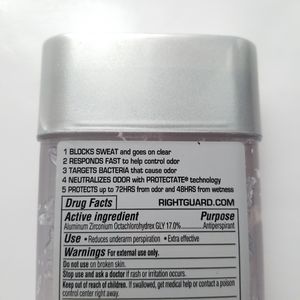 1 BLOCKS SWEAT and goes on clear
2 RESPONDS FAST to help control odor
3 TARGETS BACTERIA that cause odor
4 NEUTRALIZES ODOR with PROTECTATE® technology
5 PROTECTS up to 72HRS from odor and 48HRS from wetness
RIGHTGUARD.COM
Drug Facts
Active ingredient Purpose
Aluminum Zirconium Octachlorohydrex GLY 17.0% Antiperspirant
Use • Reduces underarm perspiration • Extra effective
Warnings For external use only.
Do not use on broken skin.
Stop use and ask a doctor if rash or irritation occurs.
Keep out of reach of children. If swallowed, get medical help or contact a poison
control center right away.